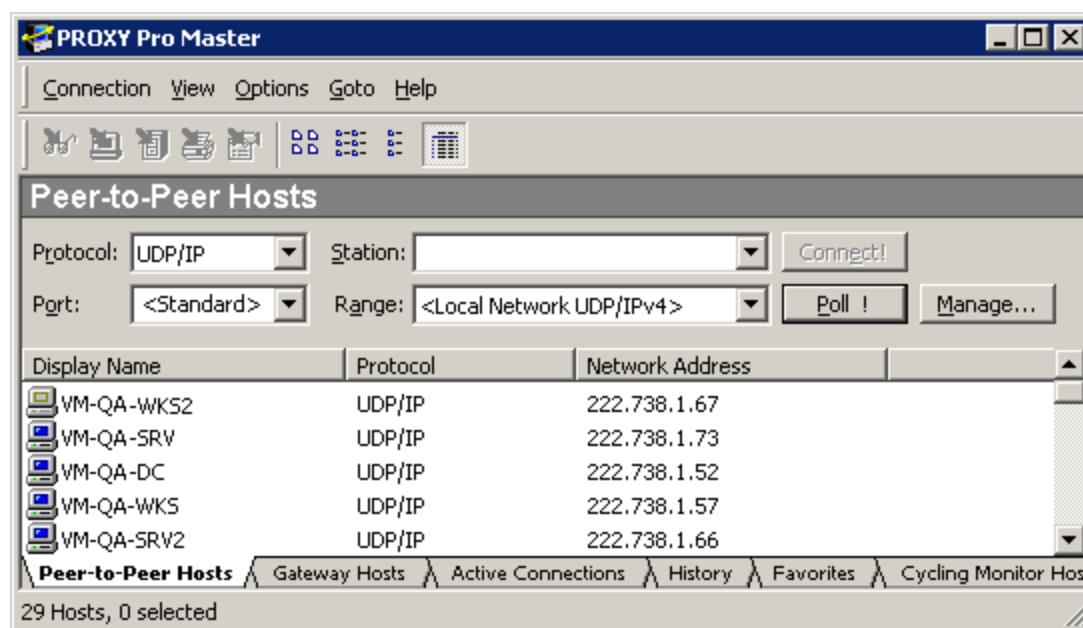 PROXY Pro Master
Connection View Options Goto Help
Peer-to-Peer Hosts
Protocol: UDP/IP Station: Connect!
Port: <Standard> Range: <Local Network UDP/IPv4> Poll ! Manage...
Display Name Protocol Network Address
VM-QA-WKS2 UDP/IP 222.738.1.67
VM-QA-SRV UDP/IP 222.738.1.73
VM-QA-DC UDP/IP 222.738.1.52
VM-QA-WKS UDP/IP 222.738.1.57
VM-QA-SRV2 UDP/IP 222.738.1.66
Peer-to-Peer Hosts Gateway Hosts Active Connections History Favorites Cycling Monitor Hos
29 Hosts, 0 selected